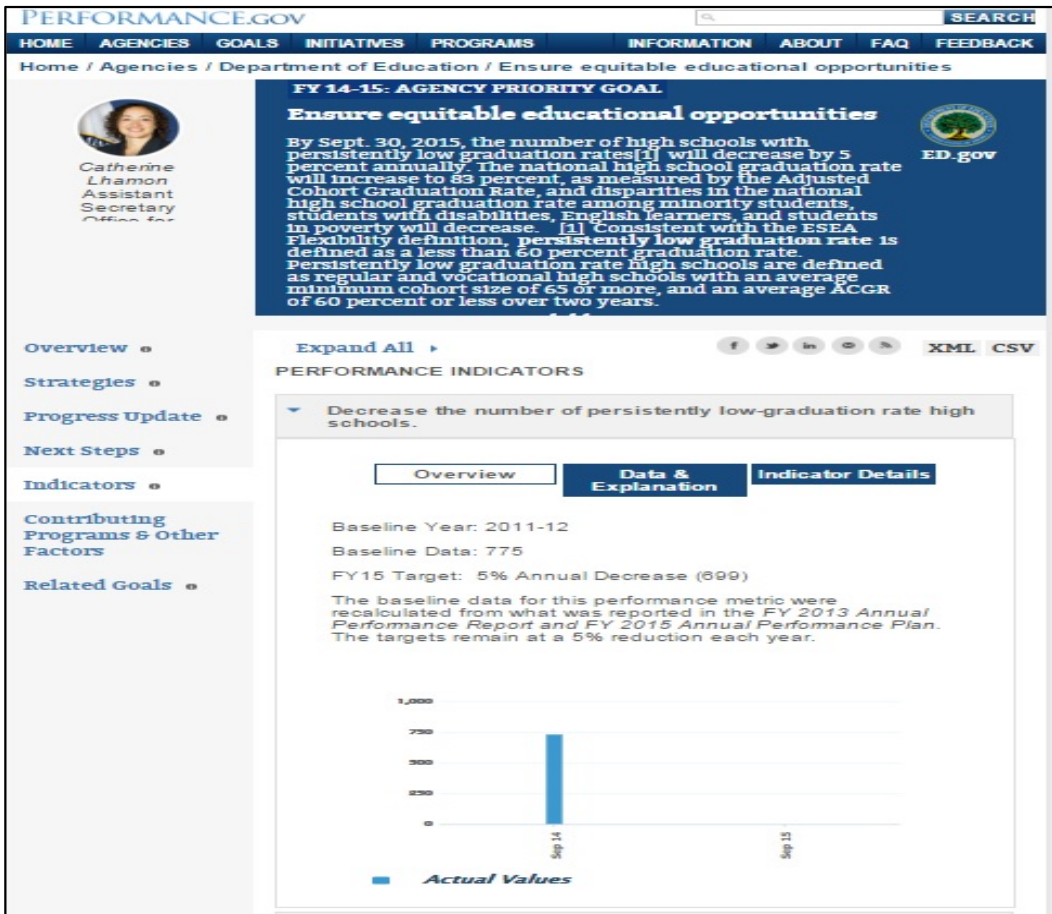 PERFORMANCE.GOV
SEARCH
HOME AGENCIES GOALS INITIATIVES PROGRAMS INFORMATION ABOUT FAQ FEEDBACK
Home / Agencies / Department of Education / Ensure equitable educational opportunities
Catherine
Lhamon
Assistant
Secretary
Office for
FY 14-15: AGENCY PRIORITY GOAL
Ensure equitable educational opportunities
By Sept. 30, 2015, the number of high schools with
persistently low graduation rates[1] will decrease by 5
percent annually. The national high school graduation rate
will increase to 83 percent, as measured by the Adjusted
Cohort Graduation Rate, and disparities in the national
high school graduation rate among minority students,
students with disabilities, English learners, and students
in poverty will decrease. [1] Consistent with the ESEA
Flexibility definition, persistently low graduation rate is
defined as a less than 60 percent graduation rate.
Persistently low graduation rate high schools are defined
as regular and vocational high schools with an average
minimum cohort size of 65 or more, and an average ACGR
of 60 percent or less over two years.
ED.gov
Overview
Strategies
Progress Update
Next Steps
Indicators
Contributing
Programs & Other
Factors
Related Goals
Expand All
XML CSV
PERFORMANCE INDICATORS
Decrease the number of persistently low-graduation rate high
schools.
Overview
Data &
Explanation
Indicator Details
Baseline Year: 2011-12
Baseline Data: 775
FY15 Target: 5% Annual Decrease (699)
The baseline data for this performance metric were
recalculated from what was reported in the FY 2013 Annual
Performance Report and FY 2015 Annual Performance Plan.
The targets remain at a 5% reduction each year.
1,000
750
500
250
0
Sep 14
Sep 15
Actual Values